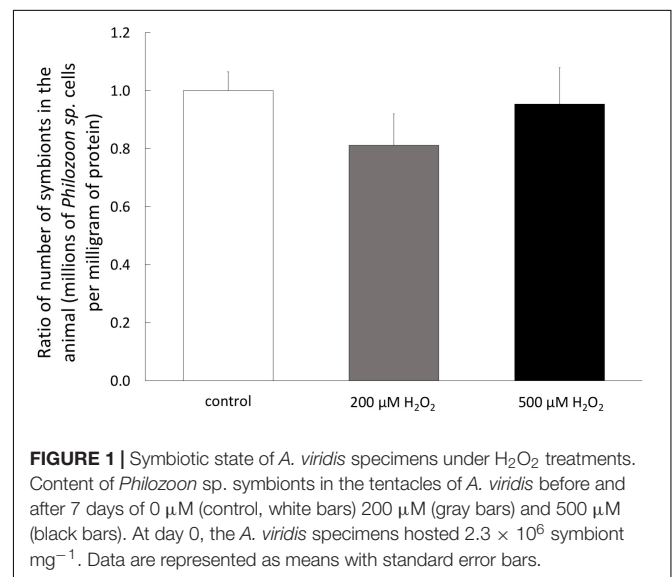 Ratio of number of symbionts in the
animal (millions of Philozoon sp. cells
per milligram of protein)
1.2
1.0
0.8
0.6
0.4
0.2
0.0
control 200 µM H₂O₂ 500 µM H₂O₂
FIGURE 1 | Symbiotic state of A. viridis specimens under H₂O₂ treatments.
Content of Philozoon sp. symbionts in the tentacles of A. viridis before and
after 7 days of 0 µM (control, white bars) 200 µM (gray bars) and 500 µM
(black bars). At day 0, the A. viridis specimens hosted 2.3 × 10⁶ symbiont
mg⁻¹. Data are represented as means with standard error bars.